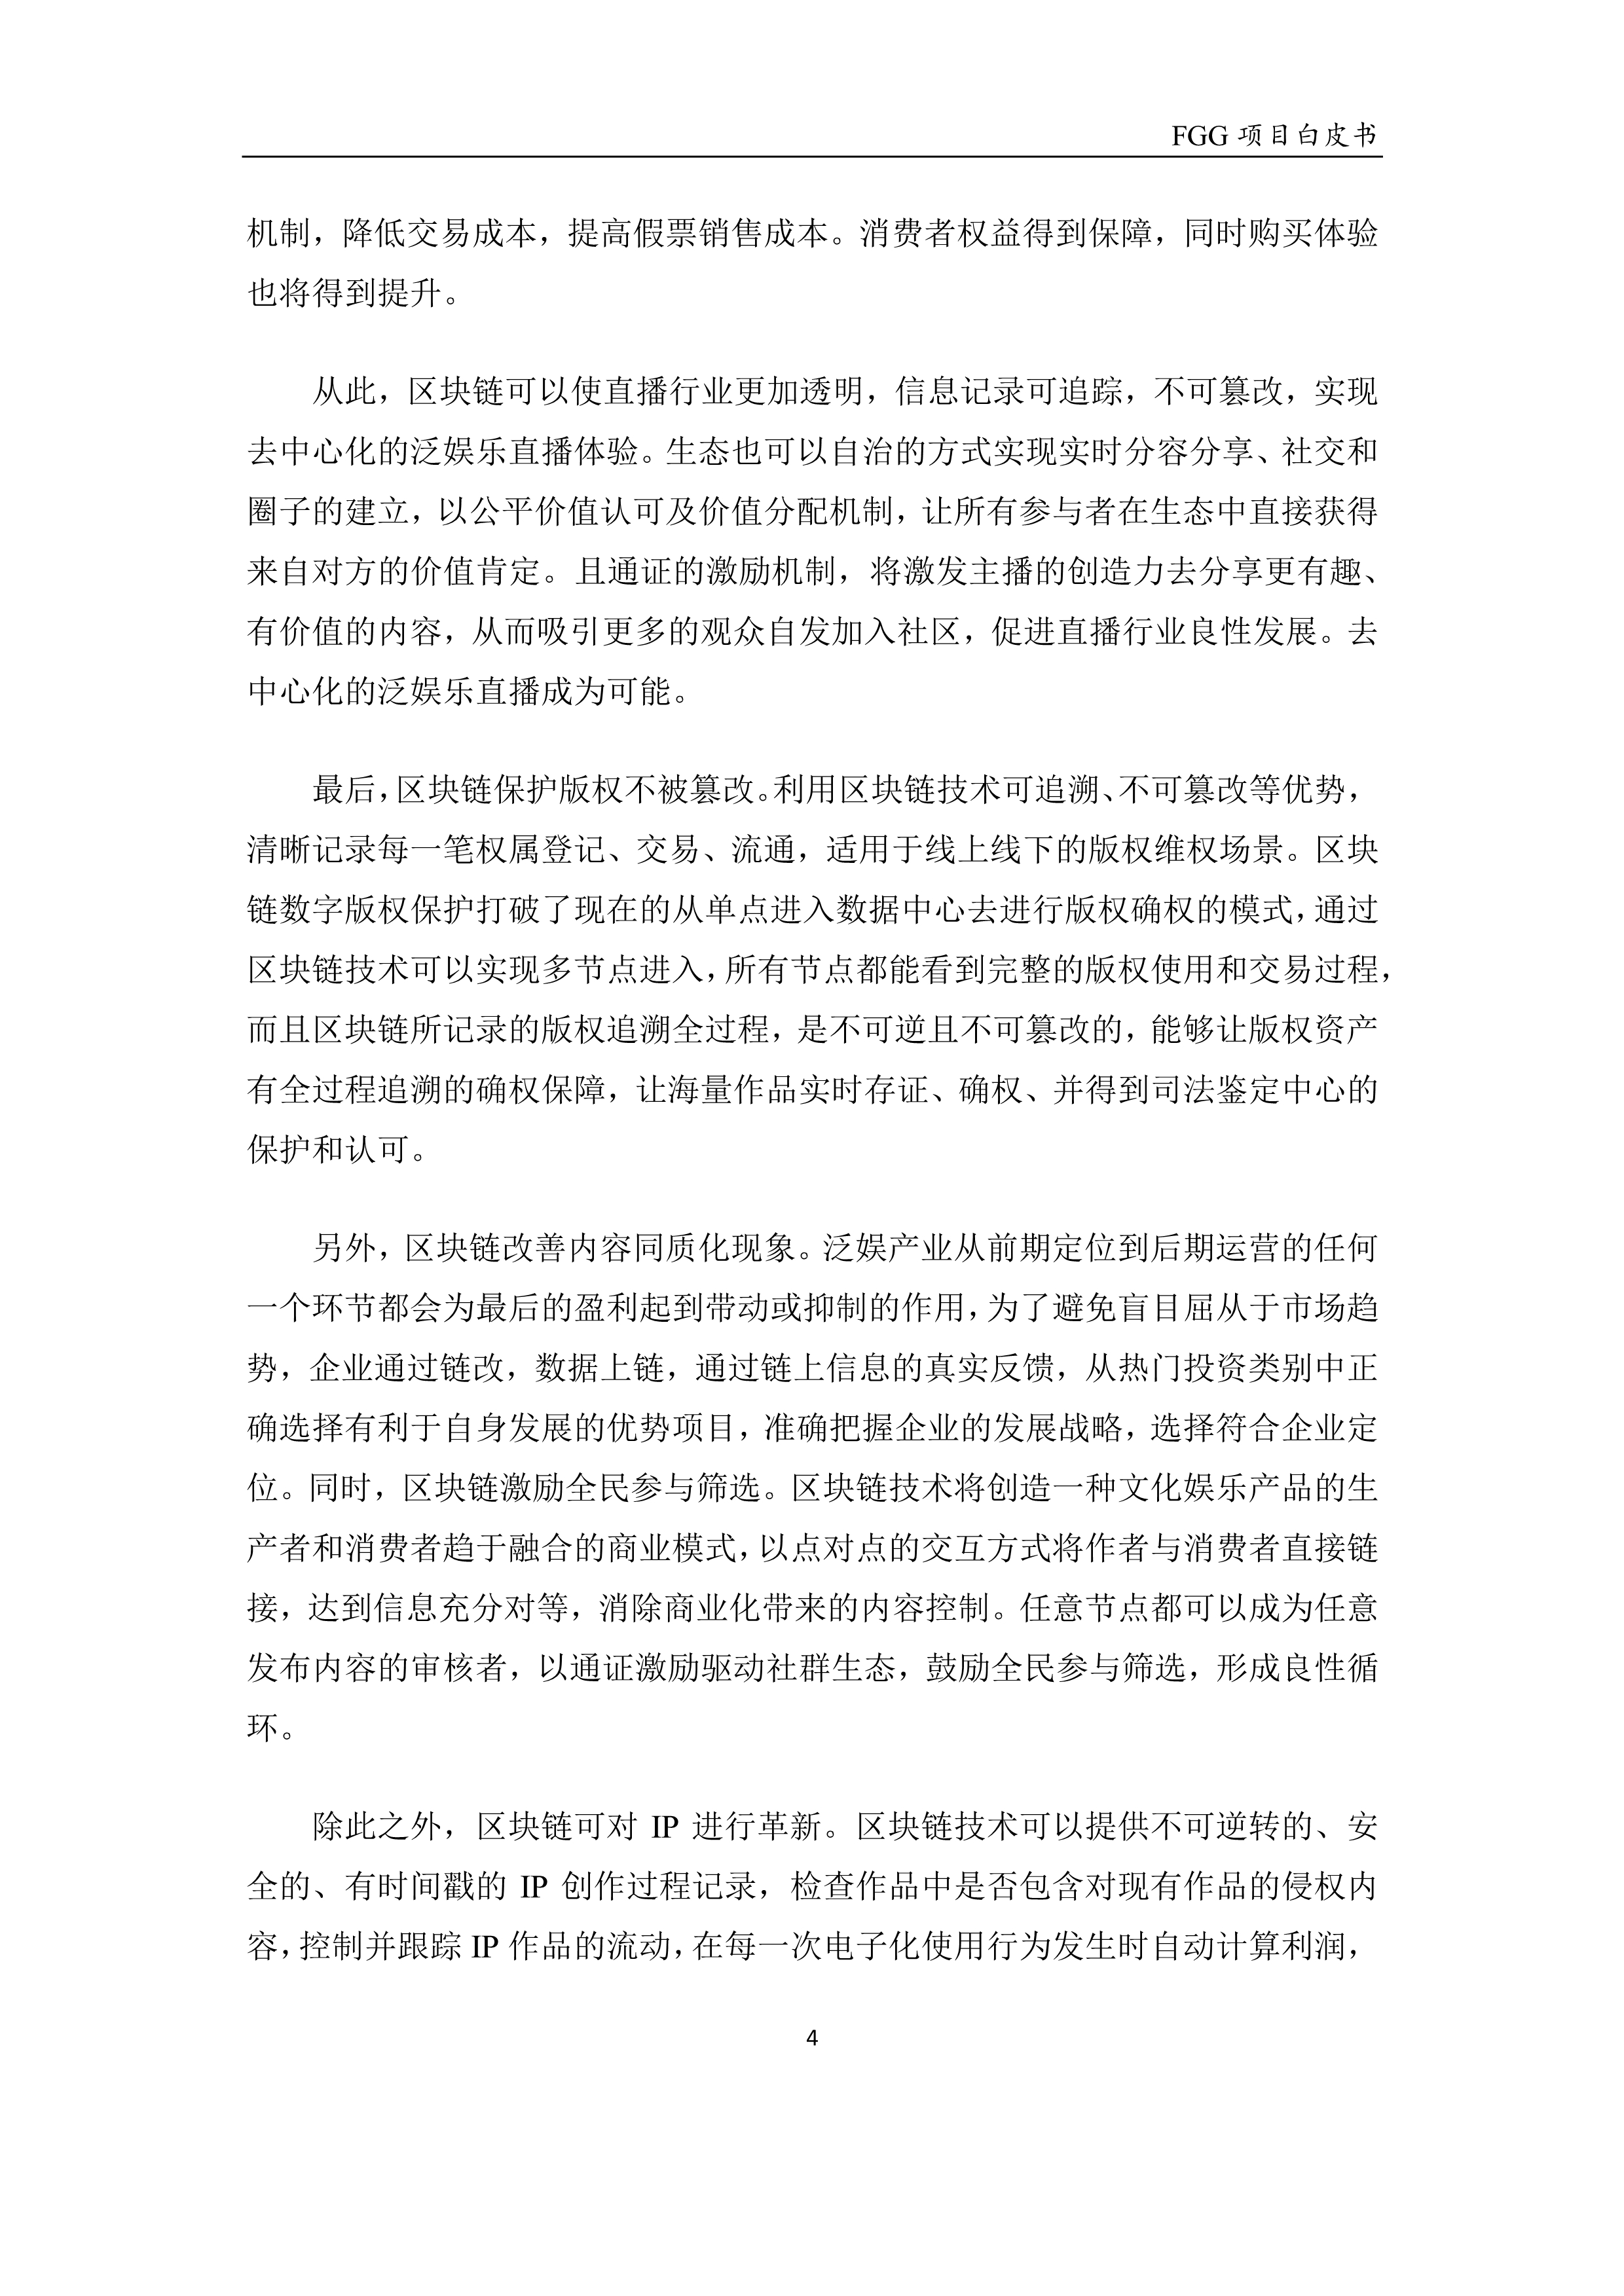 FGG 项目白皮书
机制，降低交易成本，提高假票销售成本。消费者权益得到保障，同时购买体验
也将得到提升。
从此，区块链可以使直播行业更加透明，信息记录可追踪，不可篡改，实现
去中心化的泛娱乐直播体验。生态也可以自治的方式实现实时分容分享、社交和
圈子的建立，以公平价值认可及价值分配机制，让所有参与者在生态中直接获得
来自对方的价值肯定。且通证的激励机制，将激发主播的创造力去分享更有趣、
有价值的内容，从而吸引更多的观众自发加入社区，促进直播行业良性发展。去
中心化的泛娱乐直播成为可能。
最后，区块链保护版权不被篡改。利用区块链技术可追溯、不可篡改等优势，
清晰记录每一笔权属登记、交易、流通，适用于线上线下的版权维权场景。区块
链数字版权保护打破了现在的从单点进入数据中心去进行版权确权的模式，通过
区块链技术可以实现多节点进入，所有节点都能看到完整的版权使用和交易过程，
而且区块链所记录的版权追溯全过程，是不可逆且不可篡改的，能够让版权资产
有全过程追溯的确权保障，让海量作品实时存证、确权、并得到司法鉴定中心的
保护和认可。
另外，区块链改善内容同质化现象。泛娱产业从前期定位到后期运营的任何
一个环节都会为最后的盈利起到带动或抑制的作用，为了避免盲目屈从于市场趋
势，企业通过链改，数据上链，通过链上信息的真实反馈，从热门投资类别中正
确选择有利于自身发展的优势项目，准确把握企业的发展战略，选择符合企业定
位。同时，区块链激励全民参与筛选。区块链技术将创造一种文化娱乐产品的生
产者和消费者趋于融合的商业模式，以点对点的交互方式将作者与消费者直接链
接，达到信息充分对等，消除商业化带来的内容控制。任意节点都可以成为任意
发布内容的审核者，以通证激励驱动社群生态，鼓励全民参与筛选，形成良性循
环。
除此之外，区块链可对 IP 进行革新。区块链技术可以提供不可逆转的、安
全的、有时间戳的 IP 创作过程记录，检查作品中是否包含对现有作品的侵权内
容，控制并跟踪 IP 作品的流动，在每一次电子化使用行为发生时自动计算利润，
4